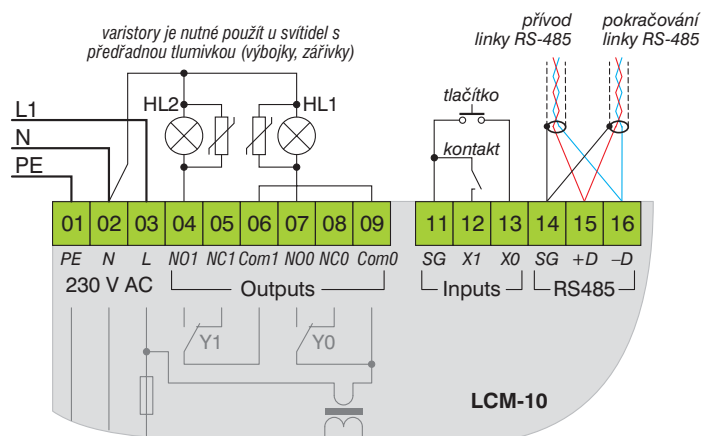 varistory je nutné použít u svítidel s
předřadnou tlumivkou (výbojky, zářivky)
přívod
linky RS-485
pokračování
linky RS-485
HL2
HL1
tlačítko
kontakt
L1
N
PE
01 02 03 04 05 06 07 08 09
11 12 13 14 15 16
PE N L NO1 NC1 Com1 NO0 NC0 Com0
SG X1 X0 SG +D –D
230 V AC
Outputs
Inputs
RS485
Y1
Y0
LCM-10